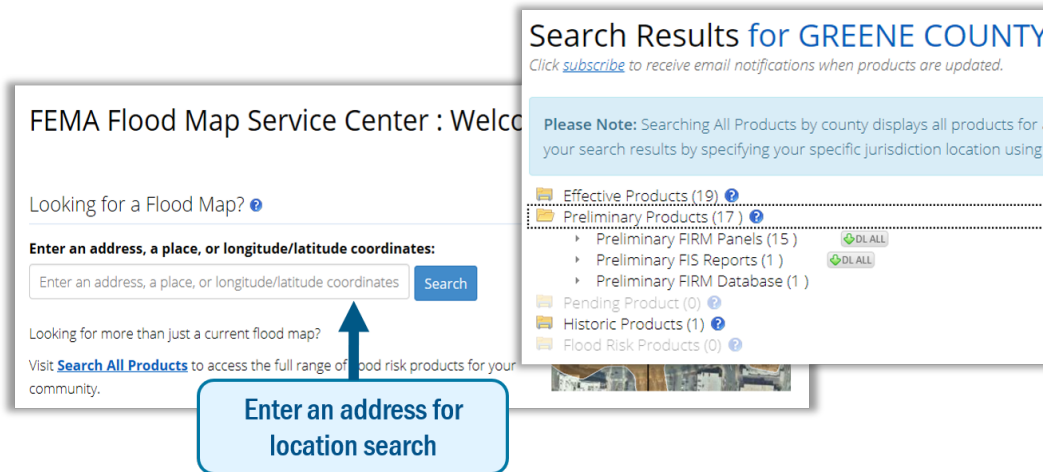 FEMA Flood Map Service Center : Welco
Looking for a Flood Map?
Enter an address, a place, or longitude/latitude coordinates:
Enter an address, a place, or longitude/latitude coordinates
Search
Looking for more than just a current flood map?
Visit Search All Products to access the full range of flood risk products for your
community.
Enter an address for
location search
Search Results for GREENE COUNTY
Click subscribe to receive email notifications when products are updated.
Please Note: Searching All Products by county displays all products for a
your search results by specifying your specific jurisdiction location using
Effective Products (19)
Preliminary Products (17 )
Preliminary FIRM Panels (15 ) DL ALL
Preliminary FIS Reports (1 ) DL ALL
Preliminary FIRM Database (1 )
Pending Product (0)
Historic Products (1)
Flood Risk Products (0)